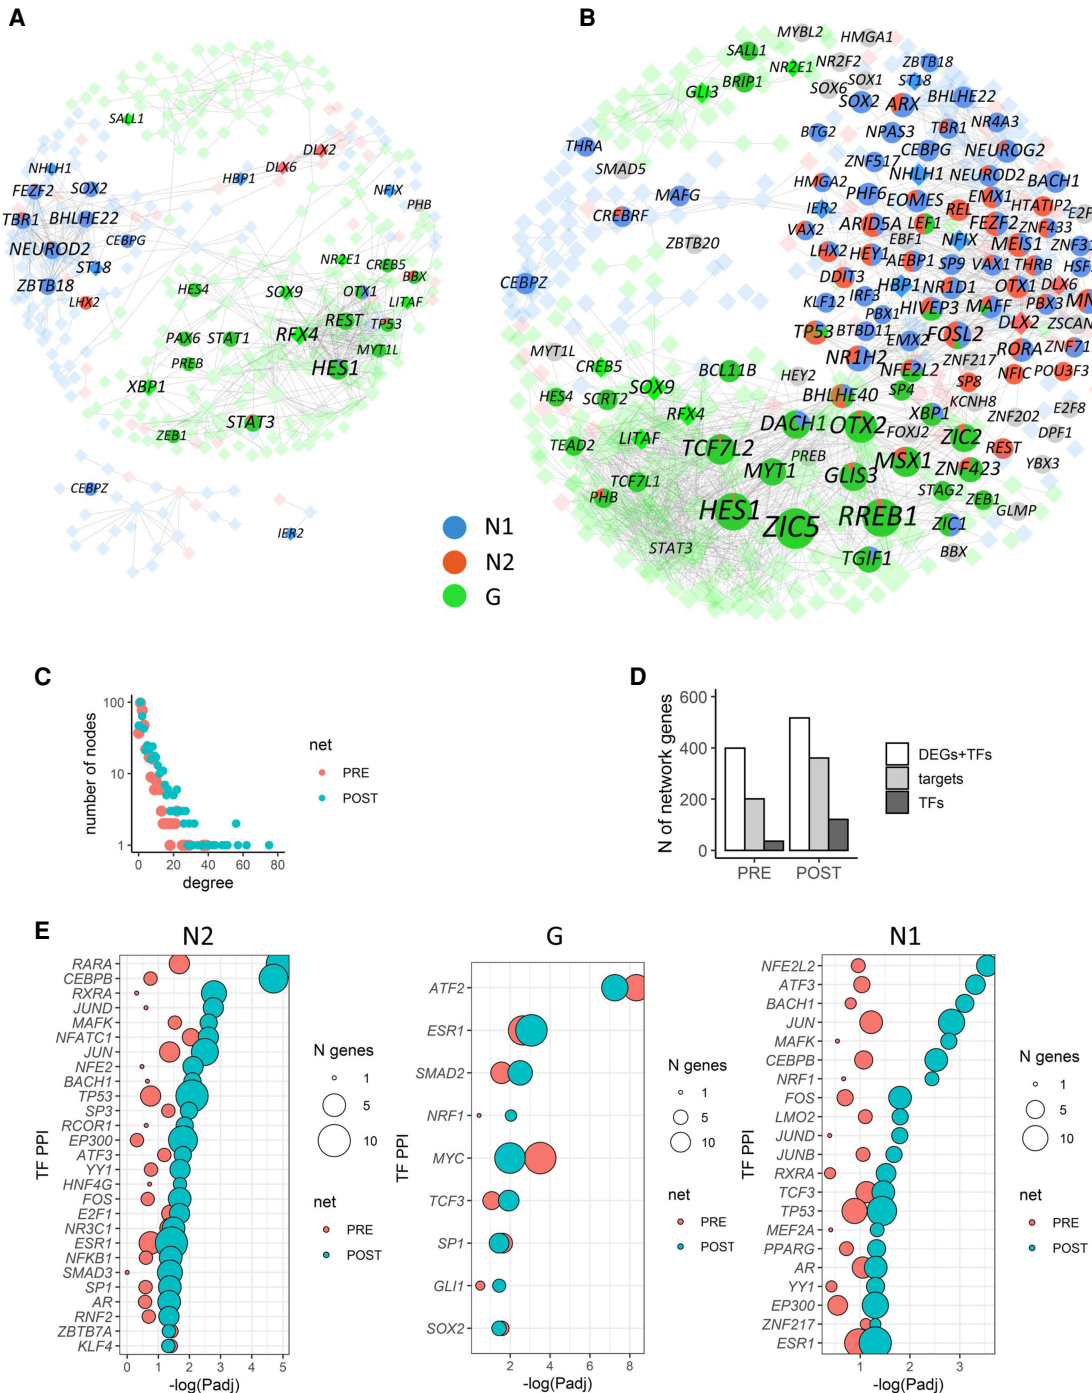 A
SALL1
DLX2
DLX6
NHLH1
HBP1
FEZF2
SOX2
NFIX
TBR1
BHLHE22
PHB
NEUROD2
CEBPG
ST18
NR2E1
CREB5
BBX
ZBTB18
HES4
SOX9
OTX1
LHX2
LITAF
REST
TP53
RFX4
PAX6
STAT1
MYT1L
PREB
HES1
XBP1
STAT3
ZEB1
CEBPZ
IER2
N1
N2
G
B
MYBL2
HMGA1
SALL1
NR2E1
NR2F2
ZBTB18
BRIP1
SOX1
ST18
GLI3
SOX6
SOX2
ARX
BHLHE22
BTG2
NPAS3
TBR1
NR4A3
THRA
CEBPG
NEUROG2
SMAD5
ZNF517
NHLH1
NEUROD2
BACH1
HMGA2
PHF6
EOMES
EMX1
MAFG
IER2
REL
HTATIP2
E2F
CREBRF
VAX2
ARID5A
LEF1
FEZF2
ZNF433
ZBTB20
EBF1
NFIX
MEIS1
ZNF31
LHX2
HEY1
AEBP1
SP9
VAX1
THRB
HSF
DDIT3
HBP1
NR1D1
OTX1
DLX6
CEBPZ
KLF12
IRF3
PBX1
HIVEP3
MAFF
PBX3
MN
TP53
BTBD11
EMX2
FOSL2
DLX2
ZSCAN
MYT1L
NR1H2
ZNF217
RORA
ZNF71
CREB5
BCL11B
HEY2
NFE2L2
SP8
NFIC
POU3F3
HES4
SCRT2
SOX9
BHLHE40
SP4
KCNH8
RFX4
XBP1
ZNF202
E2F8
LITAF
DACH1
OTX2
FOXJ2
ZIC2
DPF1
TEAD2
TCF7L2
PREB
REST
TCF7L1
MYT1
GLIS3
MSX1
ZNF423
YBX3
PHB
STAG2
ZEB1
HES1
ZIC5
RREB1
GLMP
ZIC1
STAT3
TGIF1
BBX
C
100
10
1
number of nodes
0
20
40
60
80
degree
net
PRE
POST
D
600
400
200
0
N of network genes
PRE
POST
DEGs+TFs
targets
TFs
E
N2
RARA
CEBPB
RXRA
JUND
MAFK
NFATC1
JUN
NFE2
BACH1
TP53
SP3
RCOR1
EP300
ATF3
YY1
HNF4G
FOS
E2F1
NR3C1
ESR1
NFKB1
SMAD3
SP1
AR
RNF2
ZBTB7A
KLF4
TF PPI
0
1
2
3
4
5
-log(Padj)
N genes
1
5
10
net
PRE
POST
G
ATF2
ESR1
SMAD2
NRF1
MYC
TCF3
SP1
GLI1
SOX2
TF PPI
2
4
6
8
-log(Padj)
N genes
1
5
10
net
PRE
POST
N1
NFE2L2
ATF3
BACH1
JUN
MAFK
CEBPB
NRF1
FOS
LMO2
JUND
JUNB
RXRA
TCF3
TP53
MEF2A
PPARG
AR
YY1
EP300
ZNF217
ESR1
TF PPI
1
2
3
-log(Padj)
N genes
1
5
10
net
PRE
POST